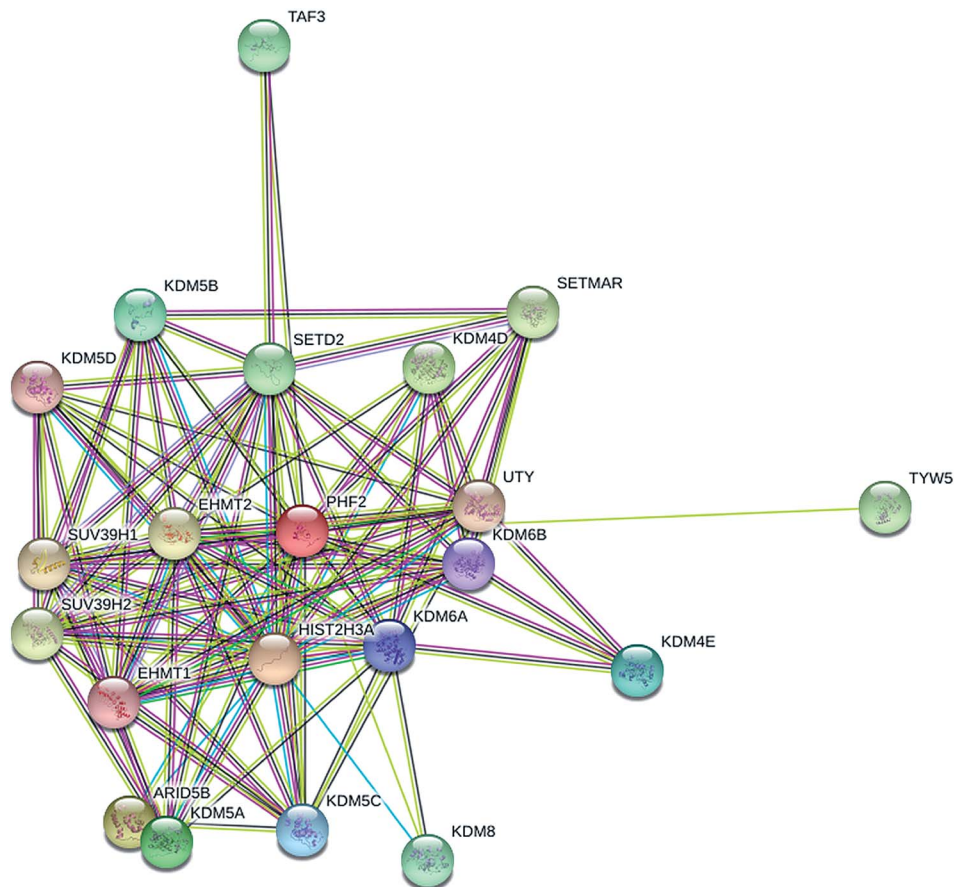 TAF3
KDM5B
SETMAR
SETD2
KDM4D
KDM5D
UTY
TYW5
EHMT2
PHF2
SUV39H1
KDM6B
SUV39H2
KDM6A
HIST2H3A
KDM4E
EHMT1
ARID5B
KDM5A
KDM5C
KDM8